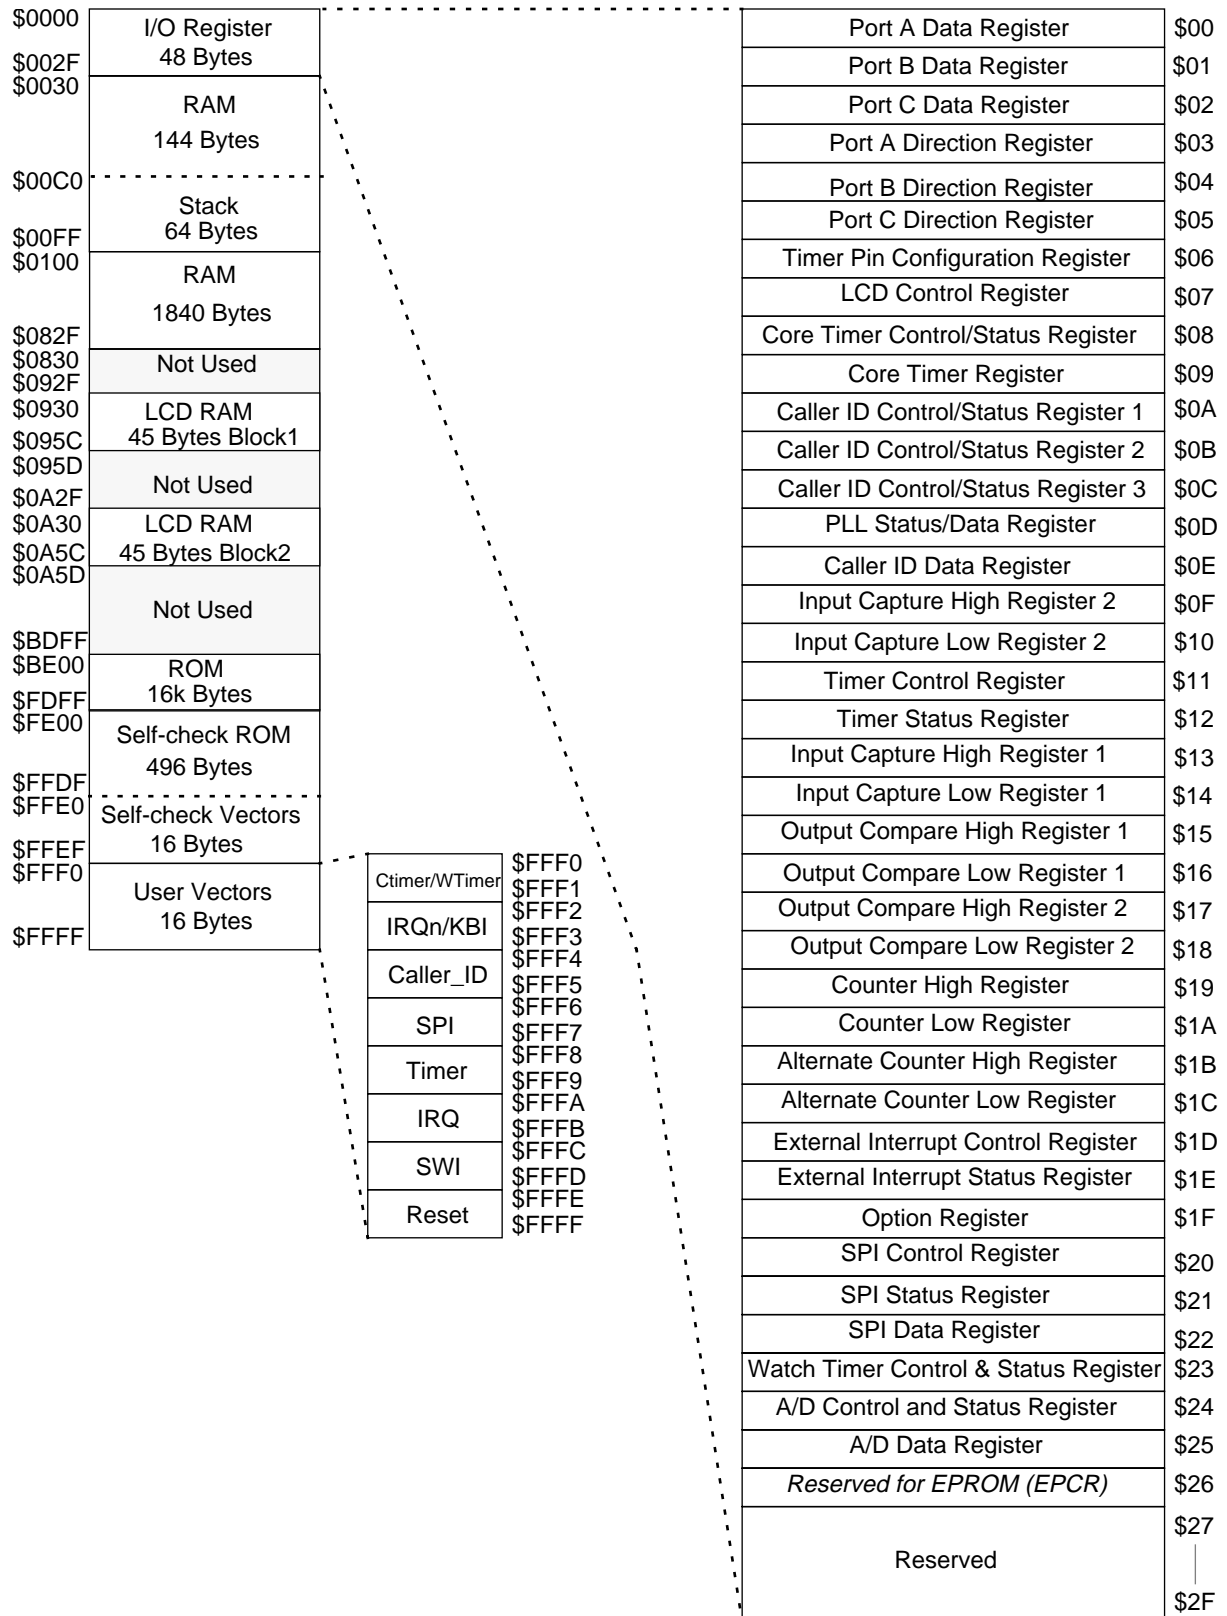 $0000
I/O Register
48 Bytes
$002F
$0030
RAM
144 Bytes
$00C0
Stack
64 Bytes
$00FF
$0100
RAM
1840 Bytes
$082F
$0830
Not Used
$092F
$0930
LCD RAM
45 Bytes Block1
$095C
$095D
Not Used
$0A2F
$0A30
LCD RAM
45 Bytes Block2
$0A5C
$0A5D
Not Used
$BDFF
$BE00
ROM
16k Bytes
$FDFF
$FE00
Self-check ROM
496 Bytes
$FFDF
$FFE0
Self-check Vectors
16 Bytes
$FFEF
$FFF0
User Vectors
16 Bytes
$FFFF
Ctimer/WTimer
$FFF0
$FFF1
IRQn/KBI
$FFF2
$FFF3
Caller_ID
$FFF4
$FFF5
SPI
$FFF6
$FFF7
Timer
$FFF8
$FFF9
IRQ
$FFFA
$FFFB
SWI
$FFFC
$FFFD
Reset
$FFFE
$FFFF
Port A Data Register $00
Port B Data Register $01
Port C Data Register $02
Port A Direction Register $03
Port B Direction Register $04
Port C Direction Register $05
Timer Pin Configuration Register $06
LCD Control Register $07
Core Timer Control/Status Register $08
Core Timer Register $09
Caller ID Control/Status Register 1 $0A
Caller ID Control/Status Register 2 $0B
Caller ID Control/Status Register 3 $0C
PLL Status/Data Register $0D
Caller ID Data Register $0E
Input Capture High Register 2 $0F
Input Capture Low Register 2 $10
Timer Control Register $11
Timer Status Register $12
Input Capture High Register 1 $13
Input Capture Low Register 1 $14
Output Compare High Register 1 $15
Output Compare Low Register 1 $16
Output Compare High Register 2 $17
Output Compare Low Register 2 $18
Counter High Register $19
Counter Low Register $1A
Alternate Counter High Register $1B
Alternate Counter Low Register $1C
External Interrupt Control Register $1D
External Interrupt Status Register $1E
Option Register $1F
SPI Control Register $20
SPI Status Register $21
SPI Data Register $22
Watch Timer Control & Status Register $23
A/D Control and Status Register $24
A/D Data Register $25
Reserved for EPROM (EPCR) $26
$27
Reserved
$2F